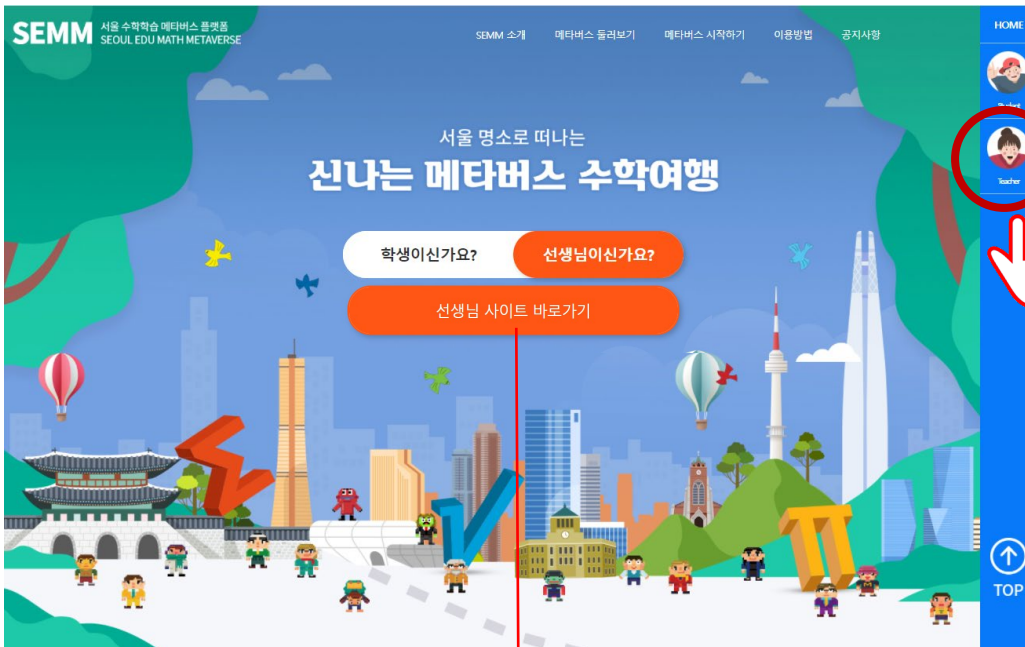 SEMM 서울 수학학습 메타버스 플랫폼
SEOUL EDU MATH METAVERSE
SEMM 소개 메타버스 둘러보기 메타버스 시작하기 이용방법 공지사항
HOME
Student
Teacher
서울 명소로 떠나는
신나는 메타버스 수학여행
학생이신가요? 선생님이신가요?
선생님 사이트 바로가기
TOP